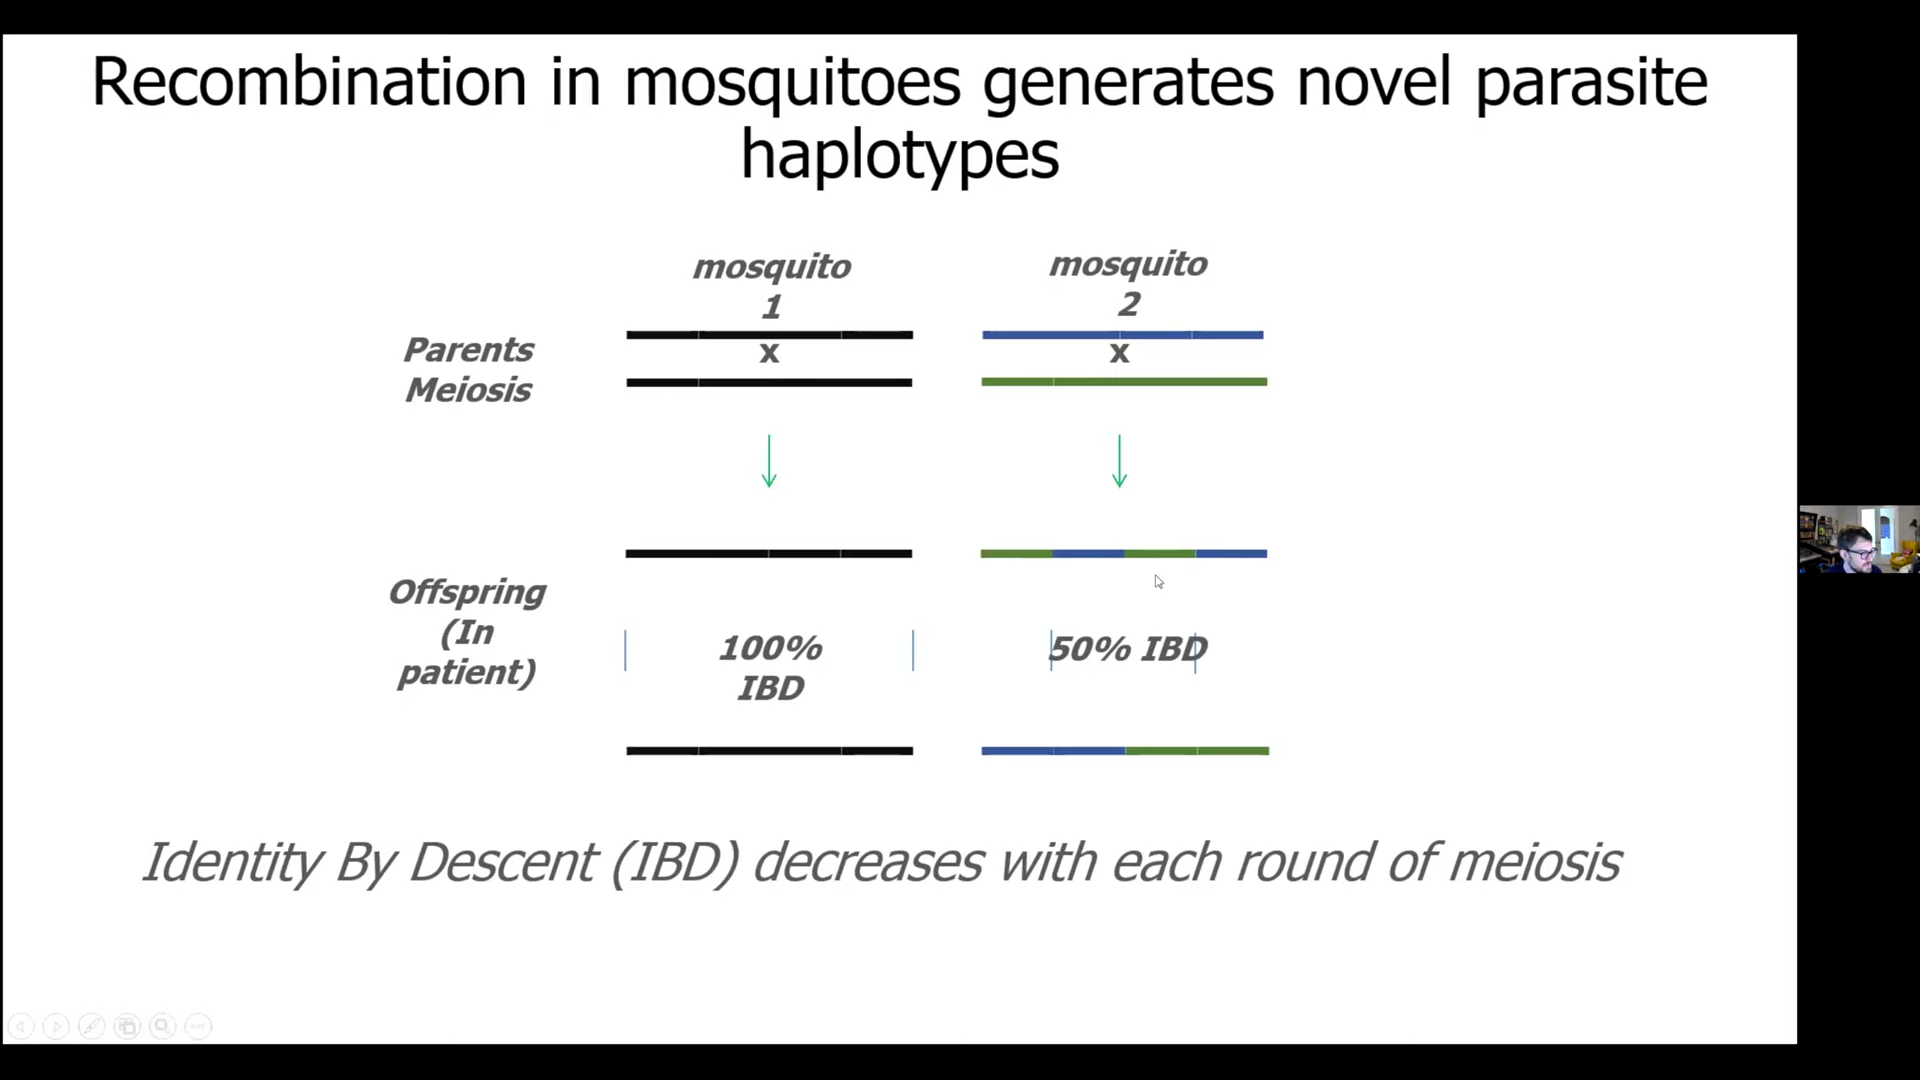 Recombination in mosquitoes generates novel parasite
haplotypes
mosquito
1
mosquito
2
Parents
Meiosis
x
x
Offspring
(In
patient)
100%
IBD
50% IBD
Identity By Descent (IBD) decreases with each round of meiosis